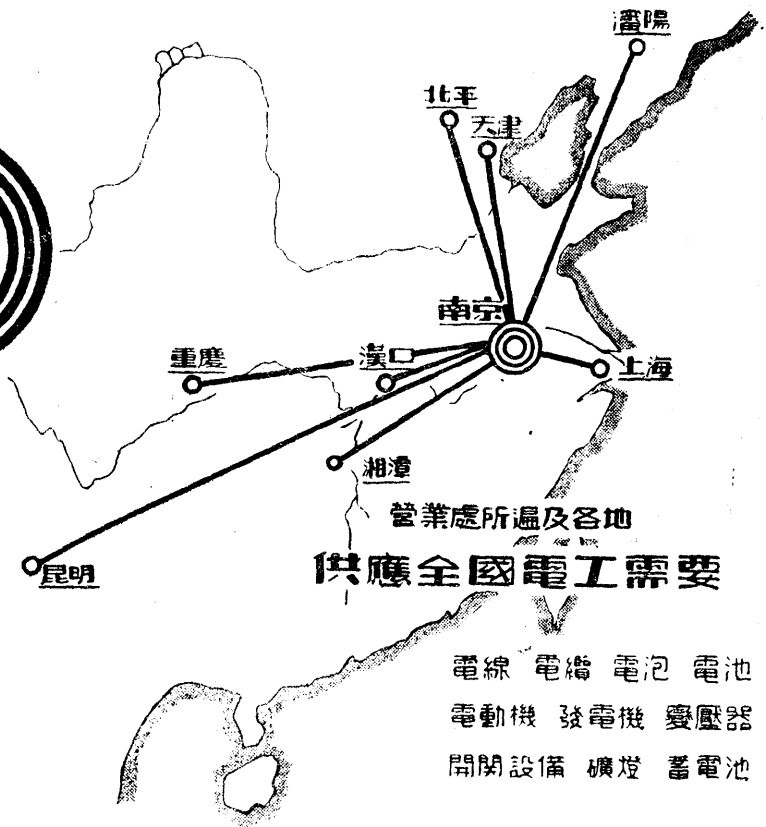 瀋陽
北平
天津
南京
重慶
漢口
上海
湘潭
昆明
營業處所遍及各地
供應全國電工需要
電線 電纜 電泡 電池
電動機 發電機 變壓器
開関設備 礦燈 蓄電池